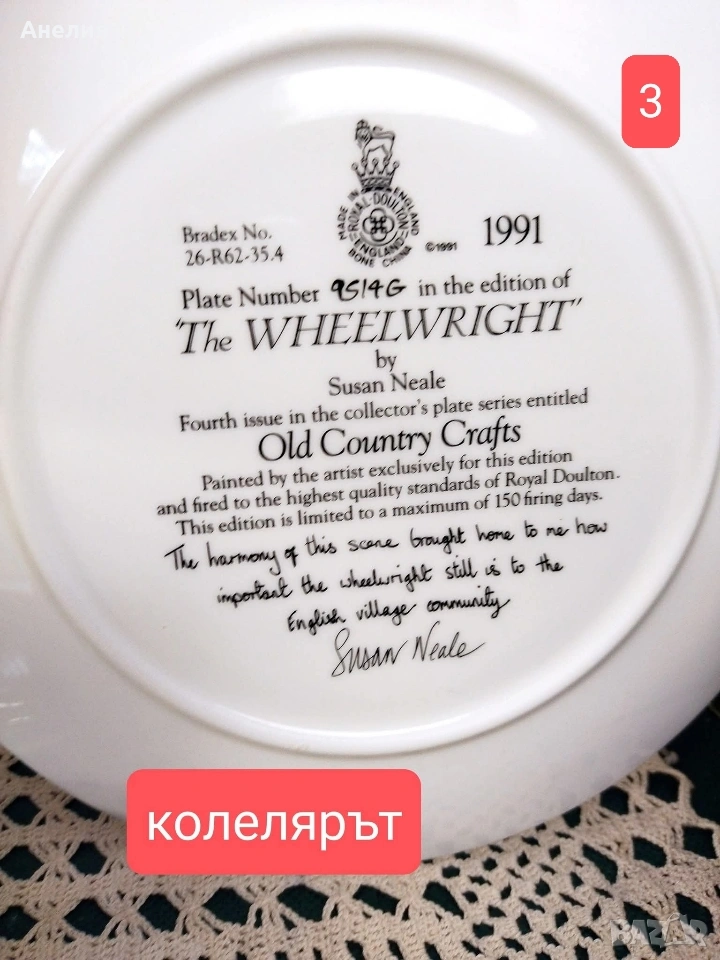 Анели
3
MADE IN ENGLAND
ROYAL·DOULTON
ENGLAND
BONE CHINA
©1991
1991
Bradex No.
26-R62-35.4
Plate Number 9514G in the edition of
'The WHEELWRIGHT'
by
Susan Neale
Fourth issue in the collector's plate series entitled
Old Country Crafts
Painted by the artist exclusively for this edition
and fired to the highest quality standards of Royal Doulton.
This edition is limited to a maximum of 150 firing days.
The harmony of this scene brought home to me how
important the wheelwright still is to the
English village community
Susan Neale
колелярът
BAZAR